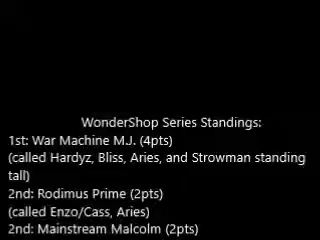 WonderShop Series Standings:
1st: War Machine M.J. (4pts)
(called Hardyz, Bliss, Aries, and Strowman standing
tall)
2nd: Rodimus Prime (2pts)
(called Enzo/Cass, Aries)
2nd: Mainstream Malcolm (2pts)